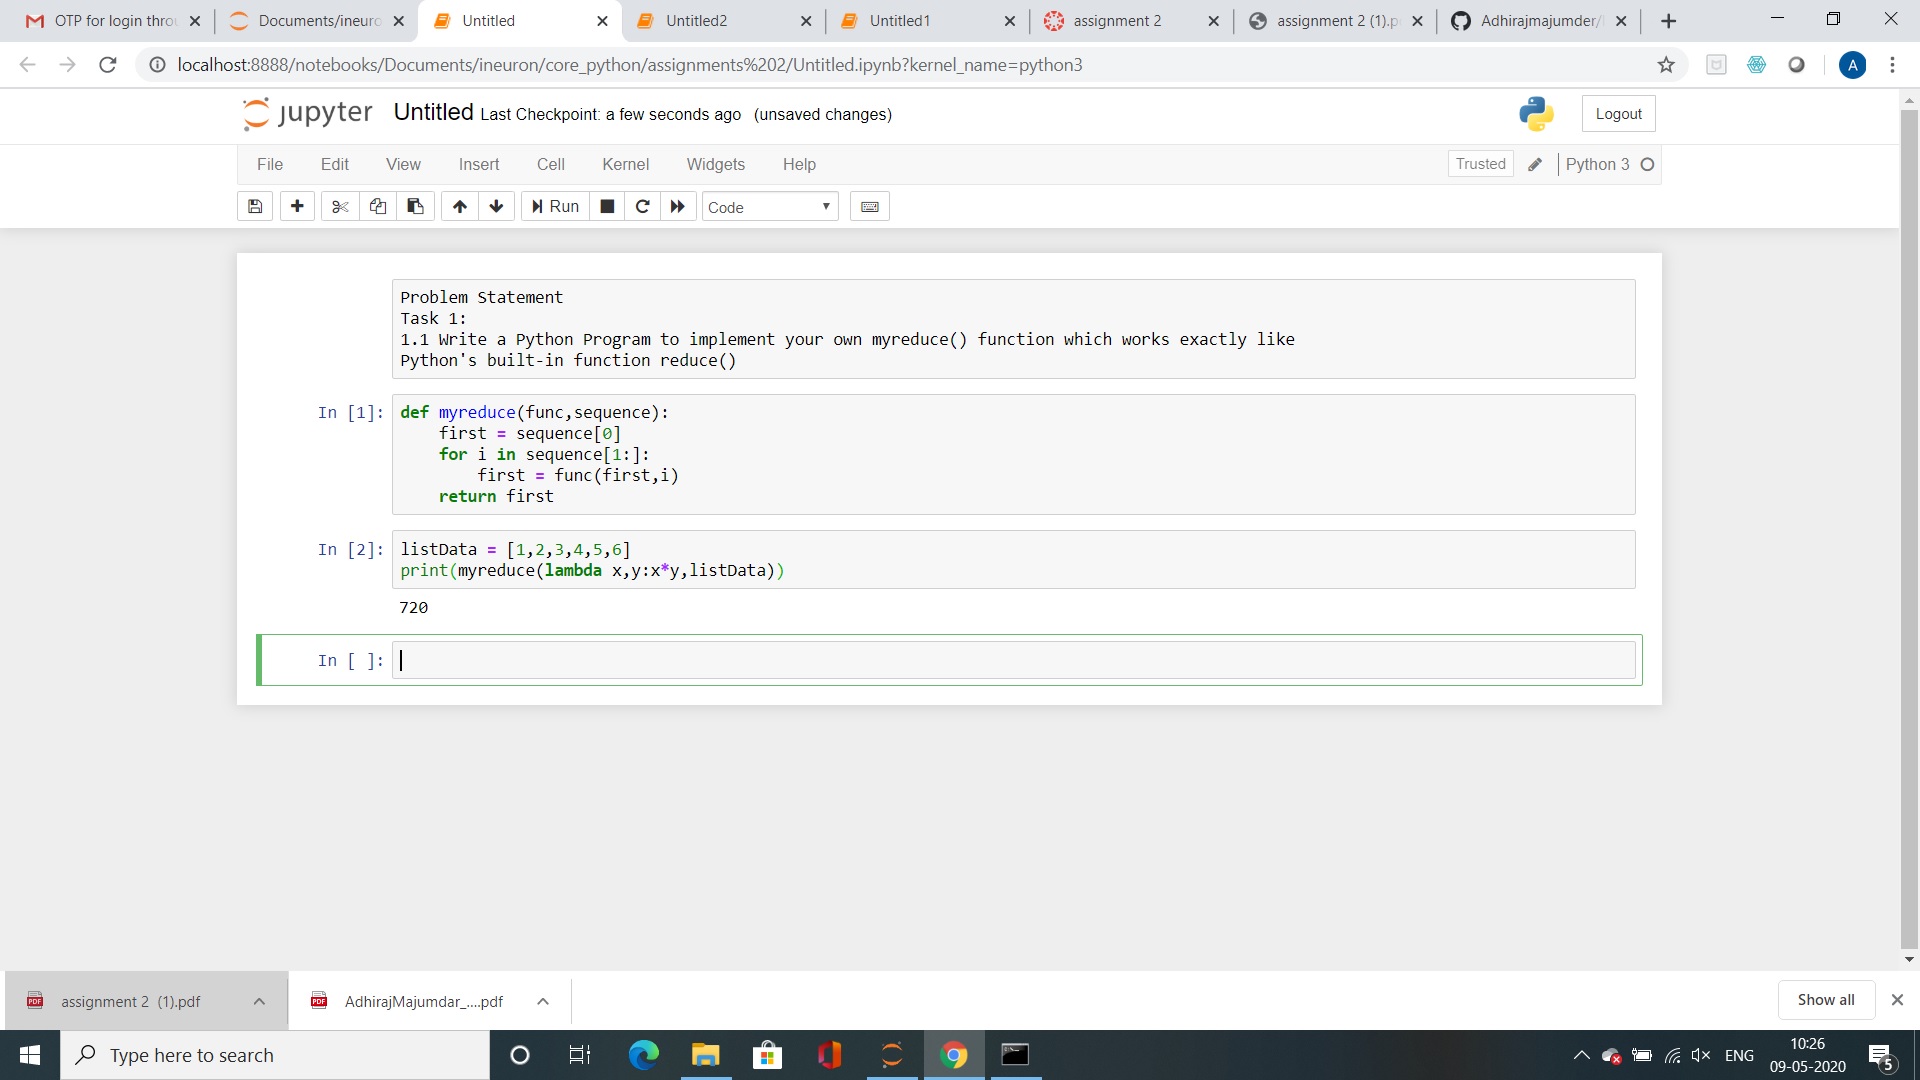 OTP for login throu
Documents/ineuro
Untitled
Untitled2
Untitled1
assignment 2
assignment 2 (1).p
Adhirajmajumder/
localhost:8888/notebooks/Documents/ineuron/core_python/assignments%202/Untitled.ipynb?kernel_name=python3
A
jupyter Untitled Last Checkpoint: a few seconds ago (unsaved changes)
Logout
File Edit View Insert Cell Kernel Widgets Help
Trusted
Python 3
Run
Code
Problem Statement
Task 1:
1.1 Write a Python Program to implement your own myreduce() function which works exactly like
Python's built-in function reduce()
In [1]: def myreduce(func,sequence):
first = sequence[0]
for i in sequence[1:]:
first = func(first,i)
return first
In [2]: listData = [1,2,3,4,5,6]
print(myreduce(lambda x,y:x*y,listData))
720
In [ ]:
PDF assignment 2 (1).pdf
PDF AdhirajMajumdar_....pdf
Show all
Type here to search
ENG
10:26
09-05-2020
5